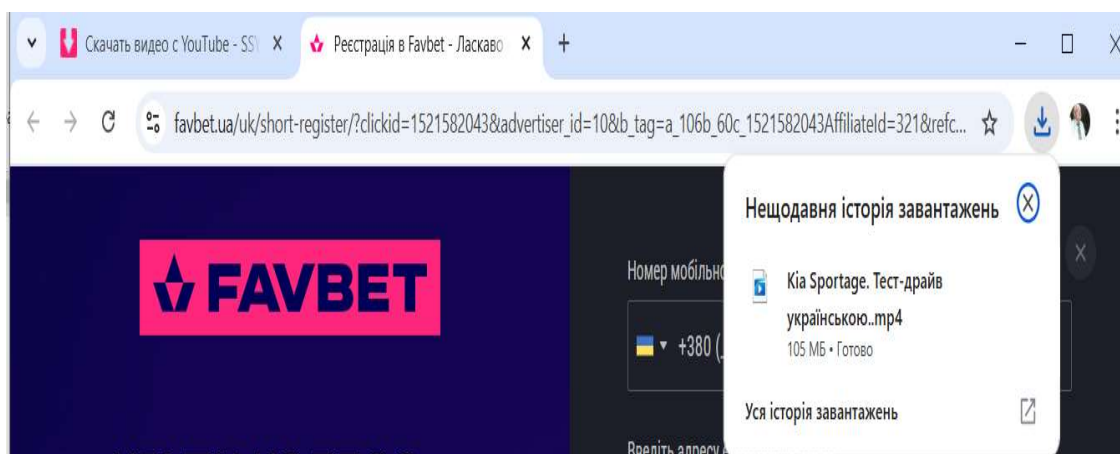 Скачать видео с YouTube - SS
Реєстрація в Favbet - Ласкаво
favbet.ua/uk/short-register/?clickid=1521582043&advertiser_id=10&b_tag=a_106b_60c_1521582043AffiliateId=321&refc...
Нещодавня історія завантажень
FAVBET
Номер мобільно
Kia Sportage. Тест-драйв
українською..mp4
105 МБ • Готово
+380 (
Уся історія завантажень
Введіть адресу